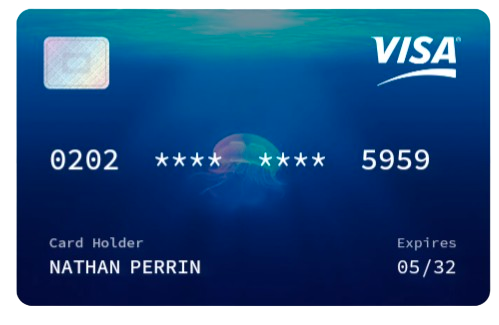 VISA
0202 **** **** 5959
Card Holder Expires
NATHAN PERRIN 05/32